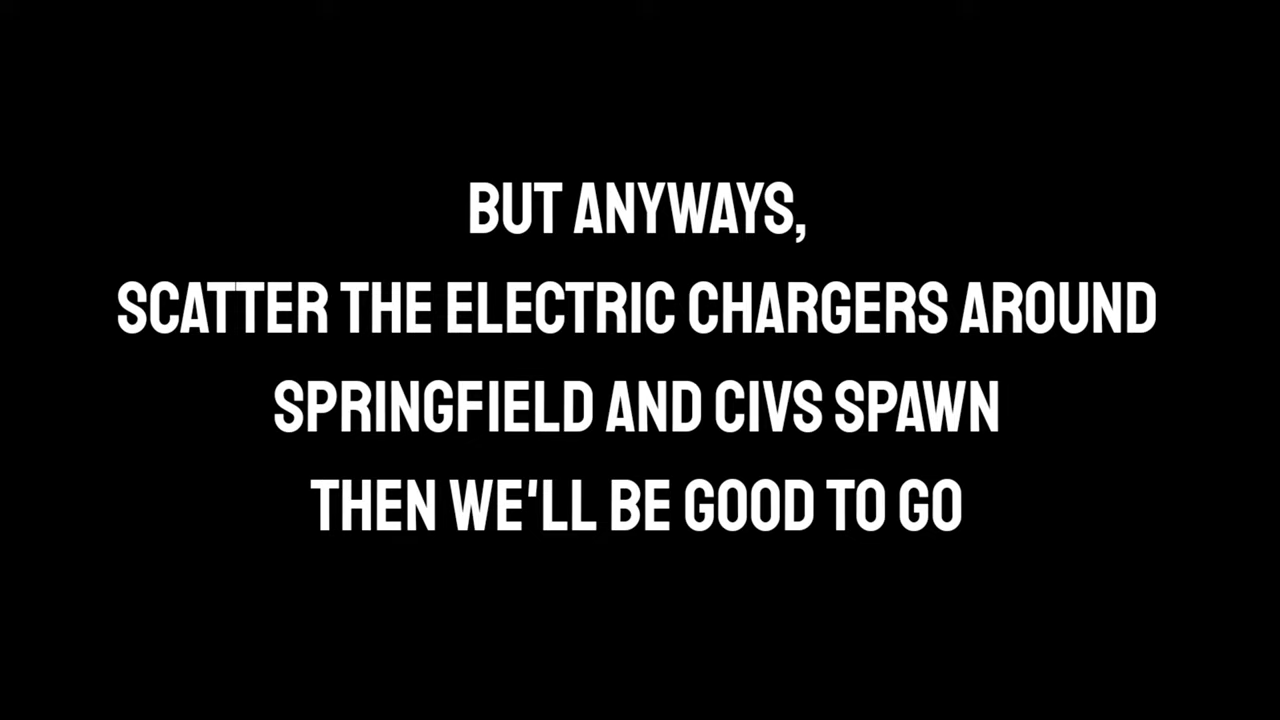 BUT ANYWAYS,
SCATTER THE ELECTRIC CHARGERS AROUND
SPRINGFIELD AND CIVS SPAWN
THEN WE'LL BE GOOD TO GO